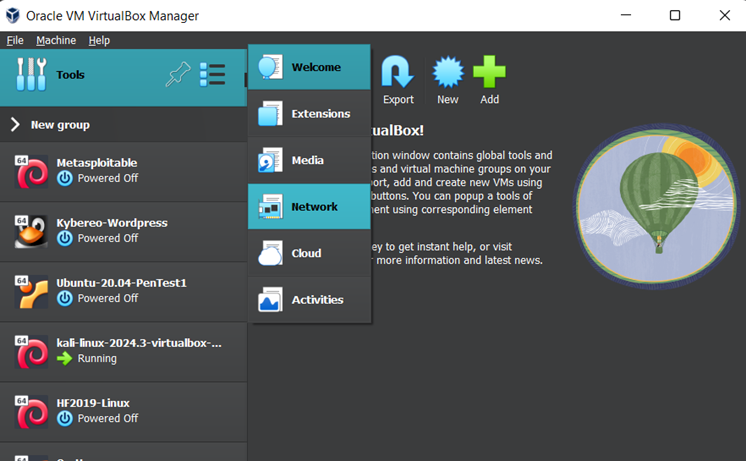 Oracle VM VirtualBox Manager
File Machine Help
Tools
New group
64
Metasploitable
Powered Off
64
Kybereo-Wordpress
Powered Off
64
Ubuntu-20.04-PenTest1
Powered Off
64
kali-linux-2024.3-virtualbox-...
Running
64
HF2019-Linux
Powered Off
64
Welcome
Extensions
Media
Network
Cloud
Activities
Export New Add
tualBox!
tion window contains global tools and
s and virtual machine groups on your
port, add and create new VMs using
buttons. You can popup a tools of
ment using corresponding element
ey to get instant help, or visit
r more information and latest news.